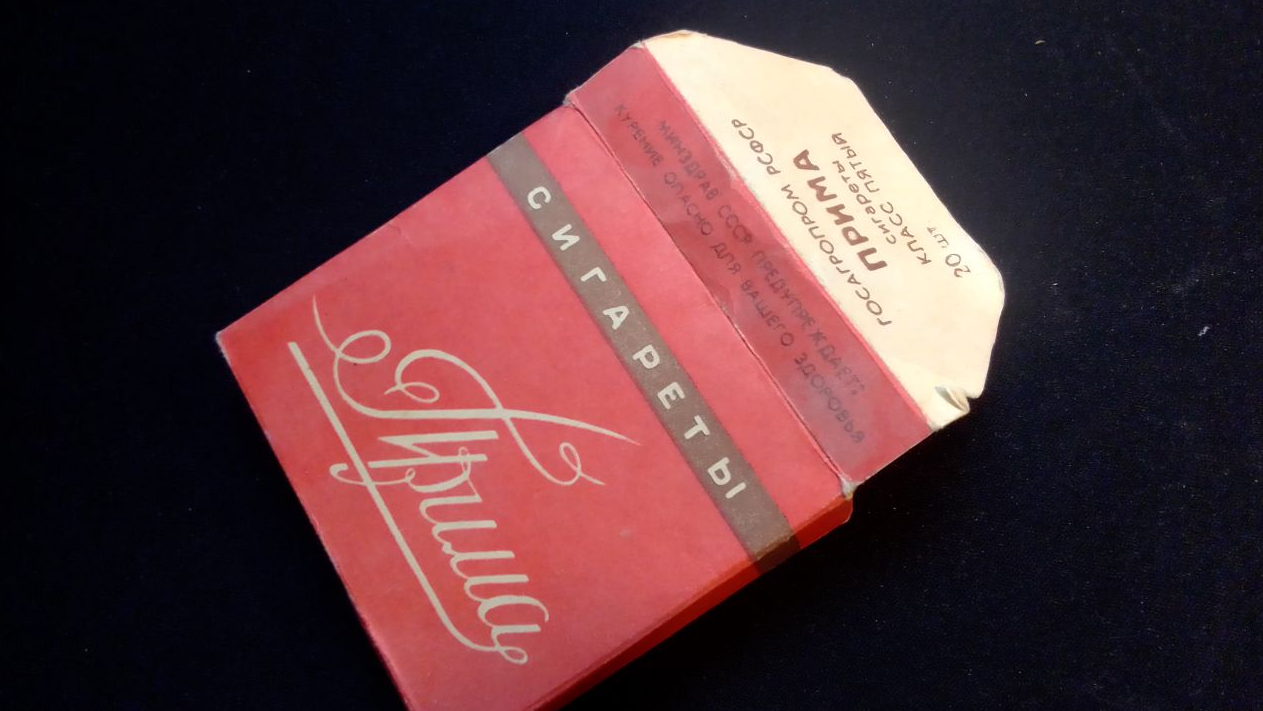 ГОСАГРОПРОМ РСФСР
ПРИМА
сигареты
КЛАСС ПЯТЫЙ
20 шт
МИНЗДРАВ СССР ПРЕДУПРЕЖДАЕТ:
КУРЕНИЕ ОПАСНО ДЛЯ ВАШЕГО ЗДОРОВЬЯ
СИГАРЕТЫ
Прима